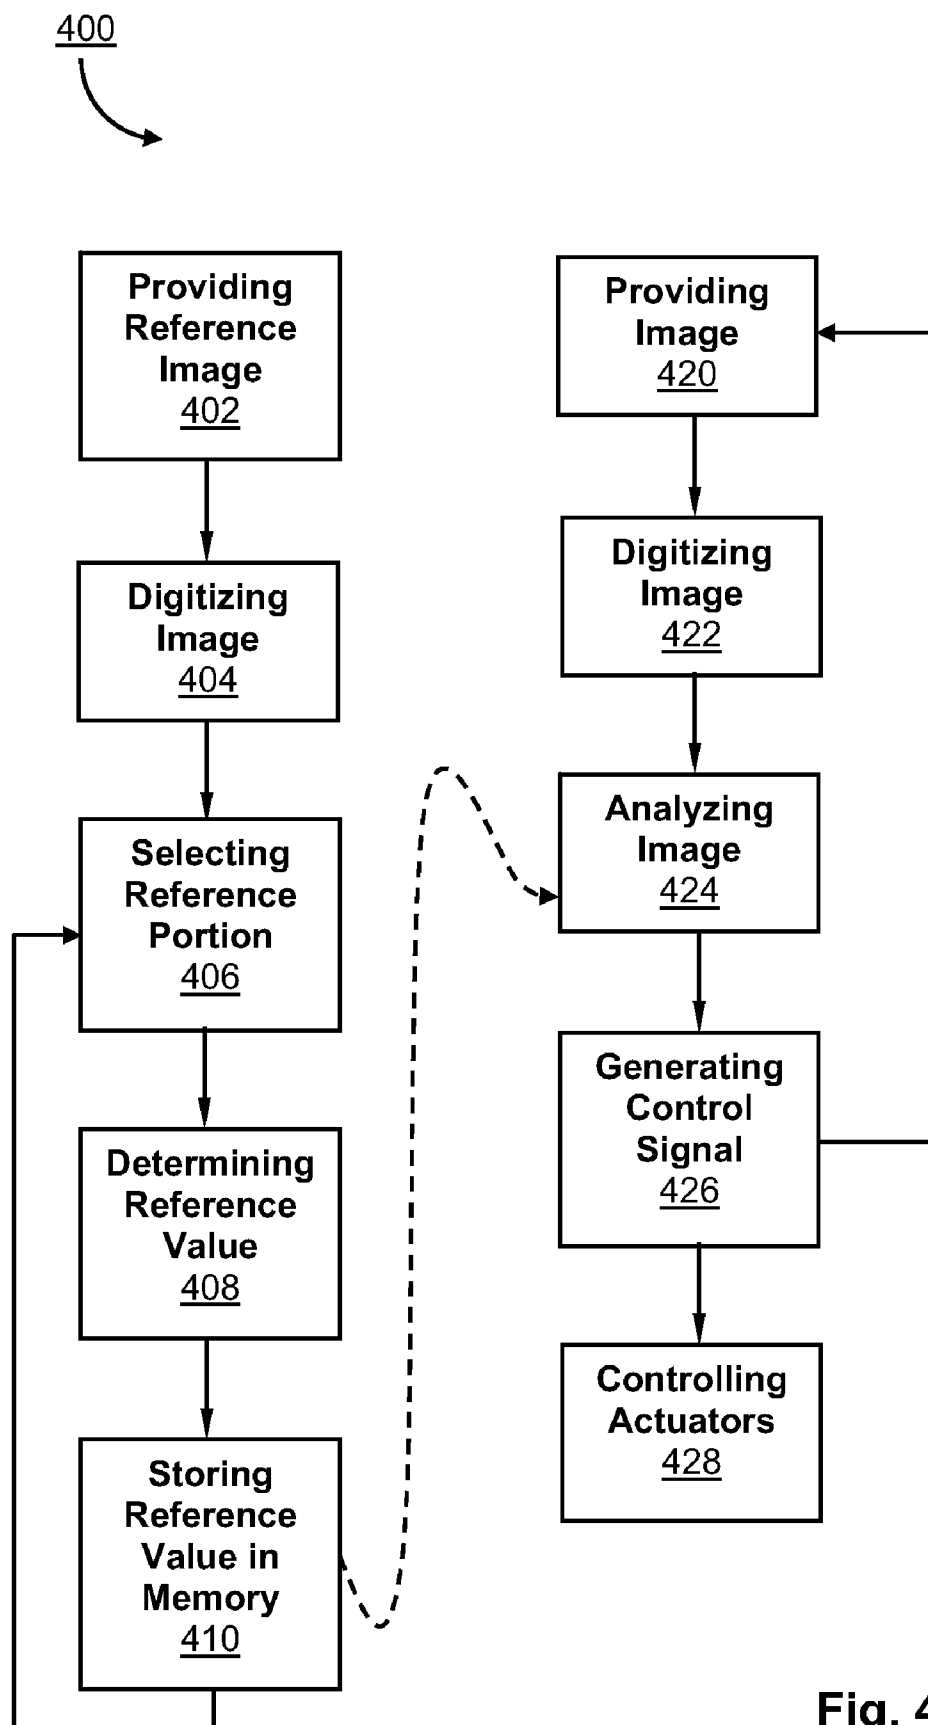 400
Providing
Reference
Image
402
Digitizing
Image
404
Selecting
Reference
Portion
406
Determining
Reference
Value
408
Storing
Reference
Value in
Memory
410
Providing
Image
420
Digitizing
Image
422
Analyzing
Image
424
Generating
Control
Signal
426
Controlling
Actuators
428
Fig. 4